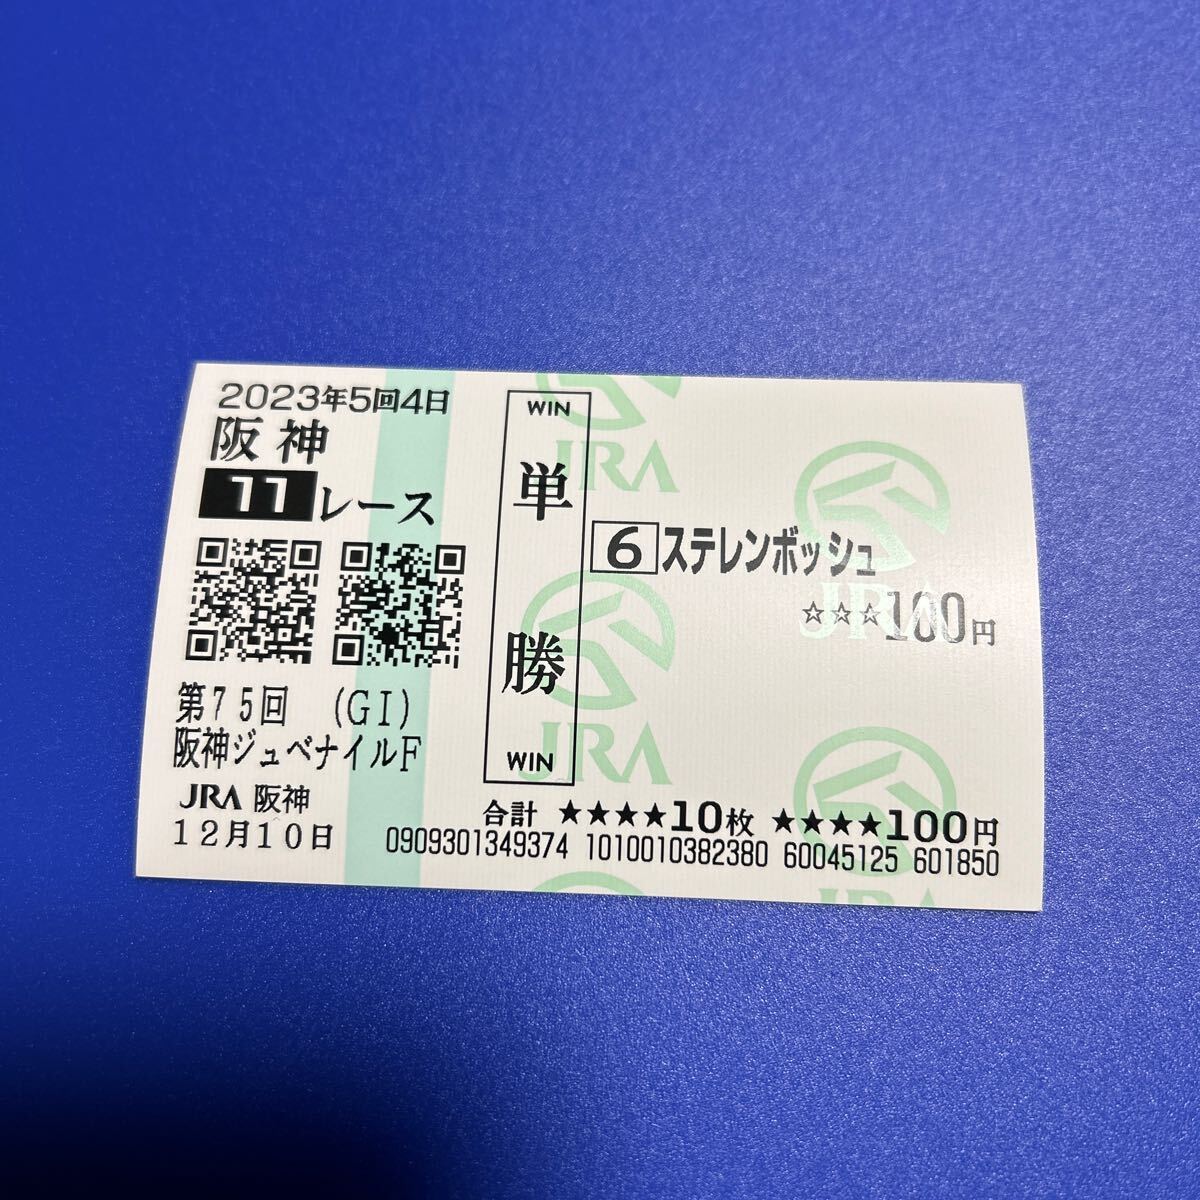 2023年5回4日
阪神
11レース
第75回 (GI)
阪神ジュベナイルF
JRA 阪神
12月10日
WIN
単勝
WIN
6 ステレンボッシュ
☆☆☆100円
合計 ★★★★10枚 ★★★★100円
0909301349374 1010010382380 60045125 601850
JRA
JRA
JRA
JRA